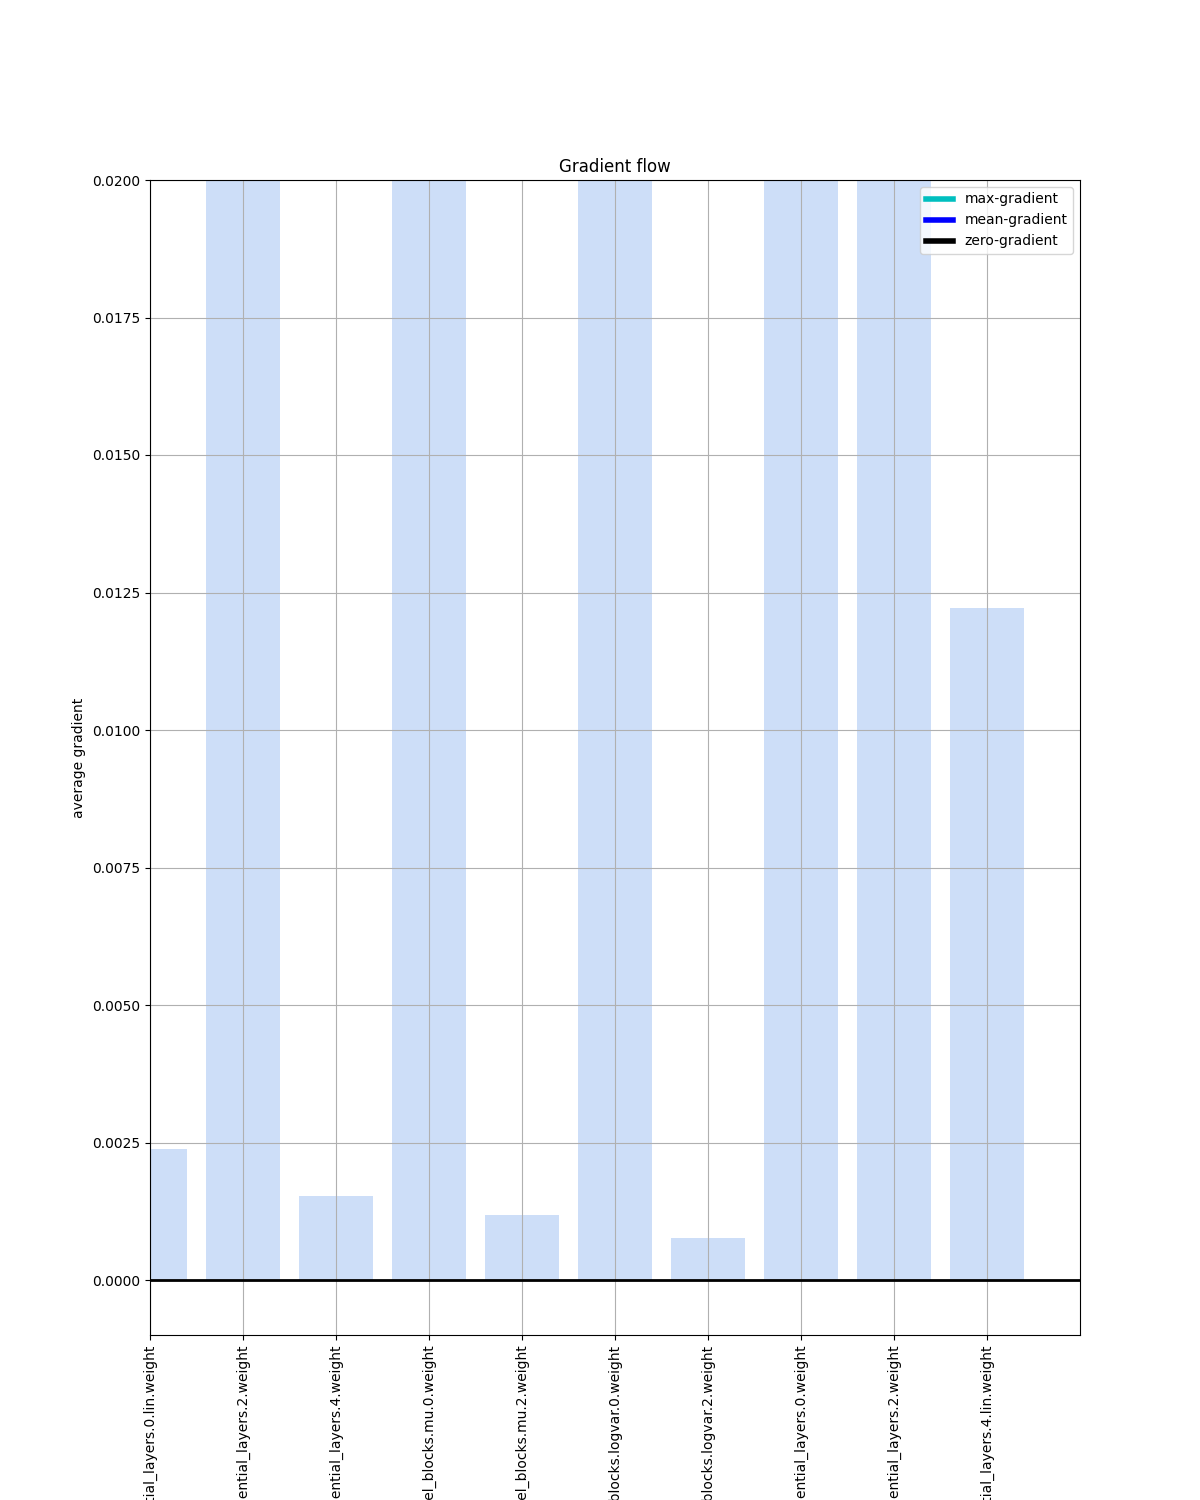 Gradient flow
max-gradient
mean-gradient
zero-gradient
0.0200
0.0175
0.0150
0.0125
0.0100
0.0075
0.0050
0.0025
0.0000
average gradient
tial_layers.0.lin.weight
ential_layers.2.weight
ential_layers.4.weight
el_blocks.mu.0.weight
el_blocks.mu.2.weight
blocks.logvar.0.weight
blocks.logvar.2.weight
ential_layers.0.weight
ential_layers.2.weight
tial_layers.4.lin.weight